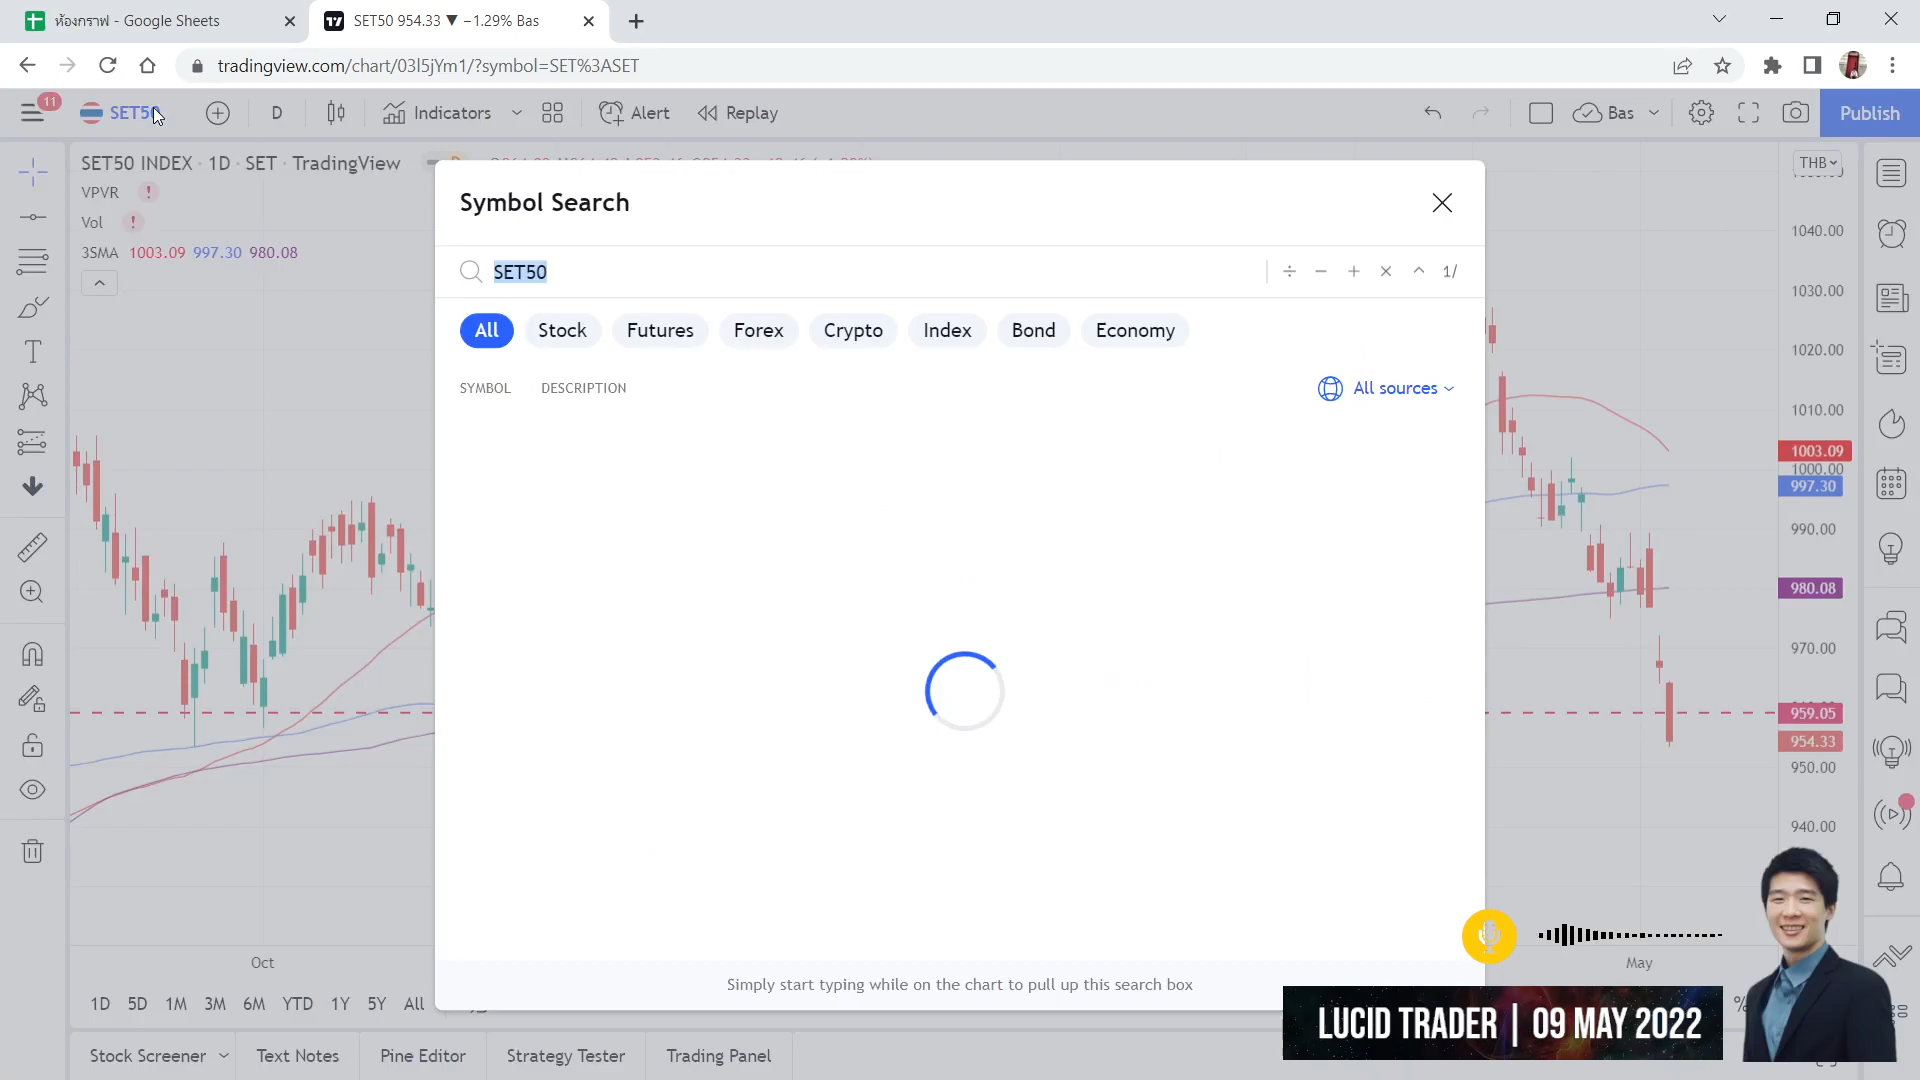 ห้องกราฟ - Google Sheets
SET50 954.33 ▼ −1.29% Bas
tradingview.com/chart/03I5jYm1/?symbol=SET%3ASET
11
SET50
D
Indicators
Alert
Replay
Bas
Publish
SET50 INDEX · 1D · SET · TradingView
THB
VPVR !
Vol !
3SMA 1003.09 997.30 980.08
Symbol Search
SET50
÷ − + × ^ 1/
All Stock Futures Forex Crypto Index Bond Economy
SYMBOL DESCRIPTION
All sources
1040.00
1030.00
1020.00
1010.00
1003.09
1000.00
997.30
990.00
980.08
970.00
959.05
954.33
950.00
940.00
Oct
May
Simply start typing while on the chart to pull up this search box
1D 5D 1M 3M 6M YTD 1Y 5Y All
%
LUCID TRADER | 09 MAY 2022
Stock Screener
Text Notes
Pine Editor
Strategy Tester
Trading Panel